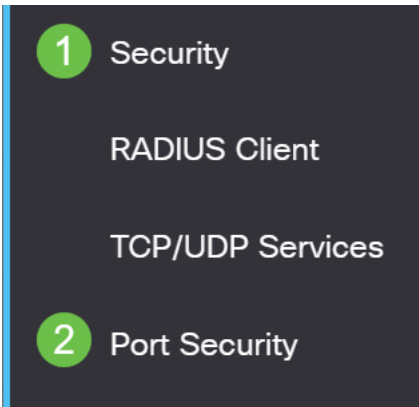 1 Security
RADIUS Client
TCP/UDP Services
2 Port Security